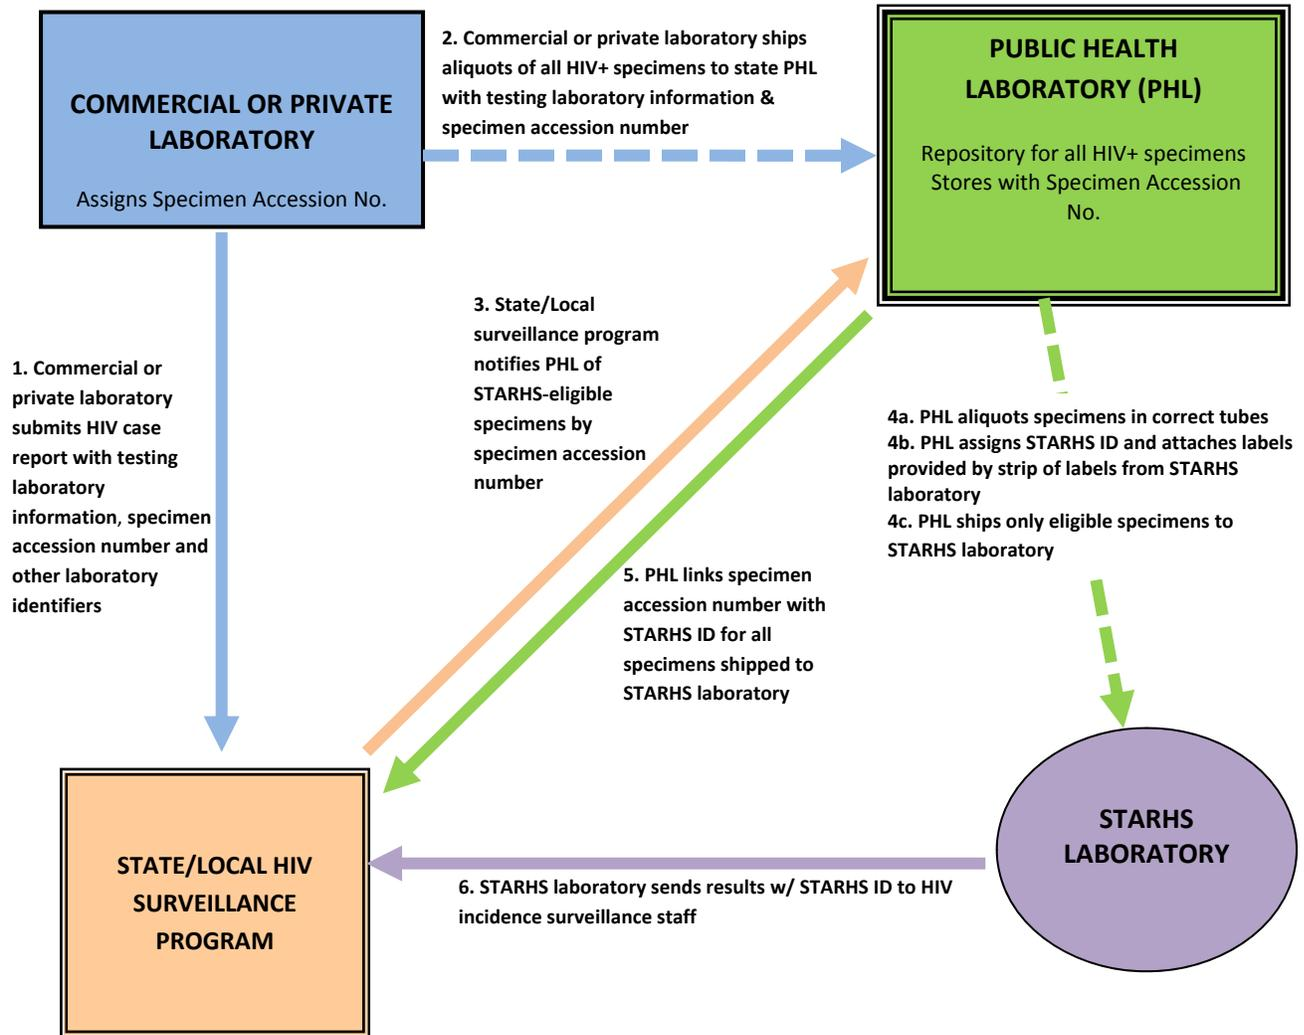 COMMERCIAL OR PRIVATE
LABORATORY
Assigns Specimen Accession No.
2. Commercial or private laboratory ships
aliquots of all HIV+ specimens to state PHL
with testing laboratory information &
specimen accession number
PUBLIC HEALTH
LABORATORY (PHL)
Repository for all HIV+ specimens
Stores with Specimen Accession
No.
1. Commercial or
private laboratory
submits HIV case
report with testing
laboratory
information, specimen
accession number and
other laboratory
identifiers
3. State/Local
surveillance program
notifies PHL of
STARHS-eligible
specimens by
specimen accession
number
4a. PHL aliquots specimens in correct tubes
4b. PHL assigns STARHS ID and attaches labels
provided by strip of labels from STARHS
laboratory
4c. PHL ships only eligible specimens to
STARHS laboratory
5. PHL links specimen
accession number with
STARHS ID for all
specimens shipped to
STARHS laboratory
STATE/LOCAL HIV
SURVEILLANCE
PROGRAM
6. STARHS laboratory sends results w/ STARHS ID to HIV
incidence surveillance staff
STARHS
LABORATORY